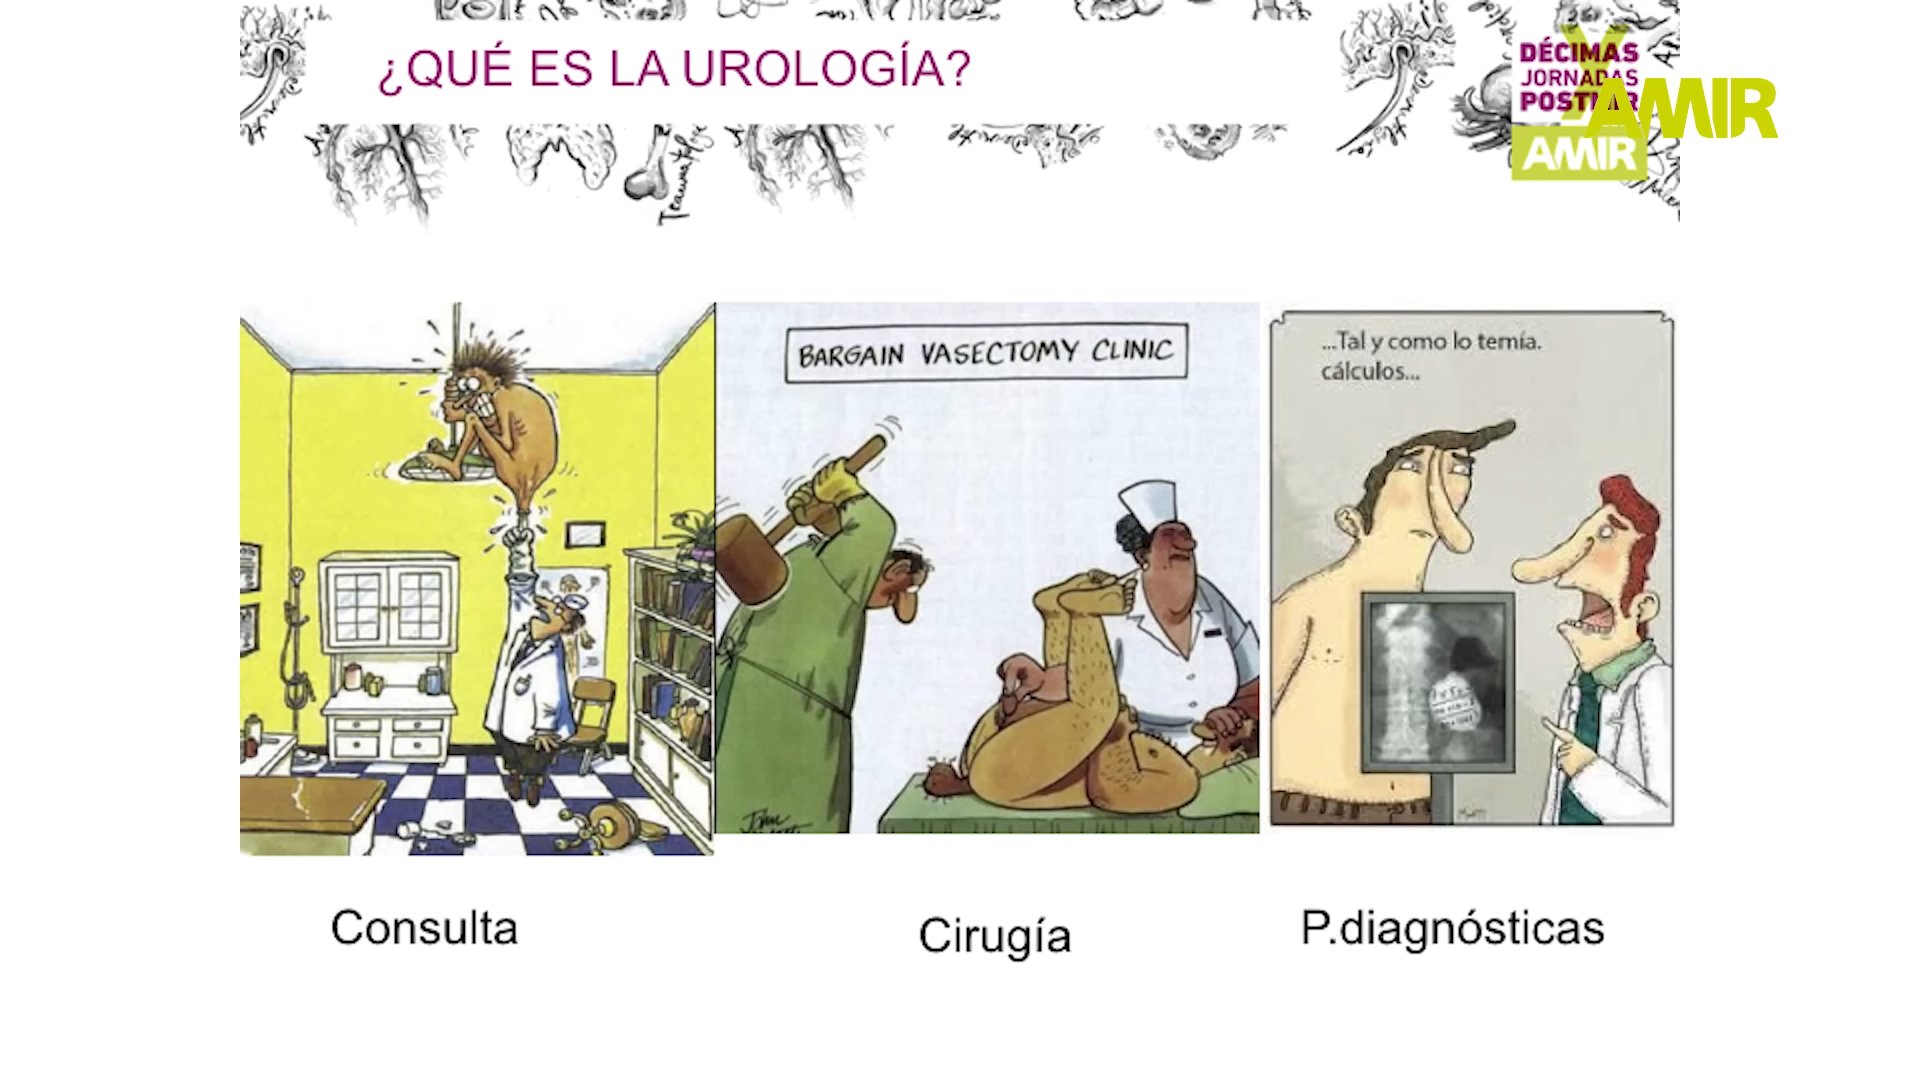 ¿QUÉ ES LA UROLOGÍA?
DÉCIMAS
JORNADAS
AMIR
AMIR
BARGAIN VASECTOMY CLINIC
...Tal y como lo temía.
cálculos...
Consulta
Cirugía
P.diagnósticas